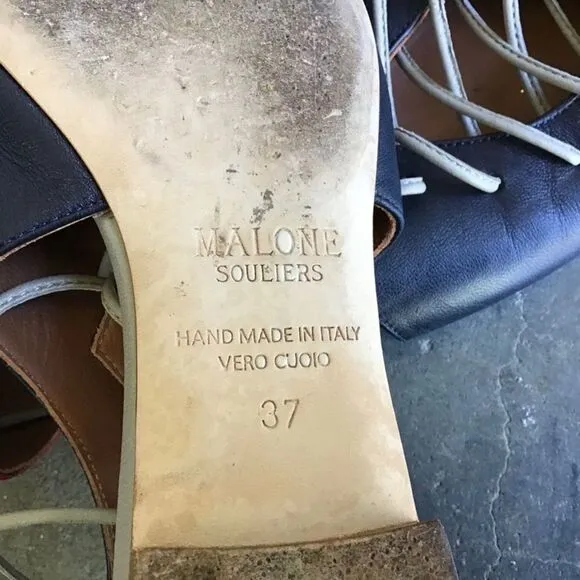 MALONE
SOULIERS
HAND MADE IN ITALY
VERO CUOIO
37